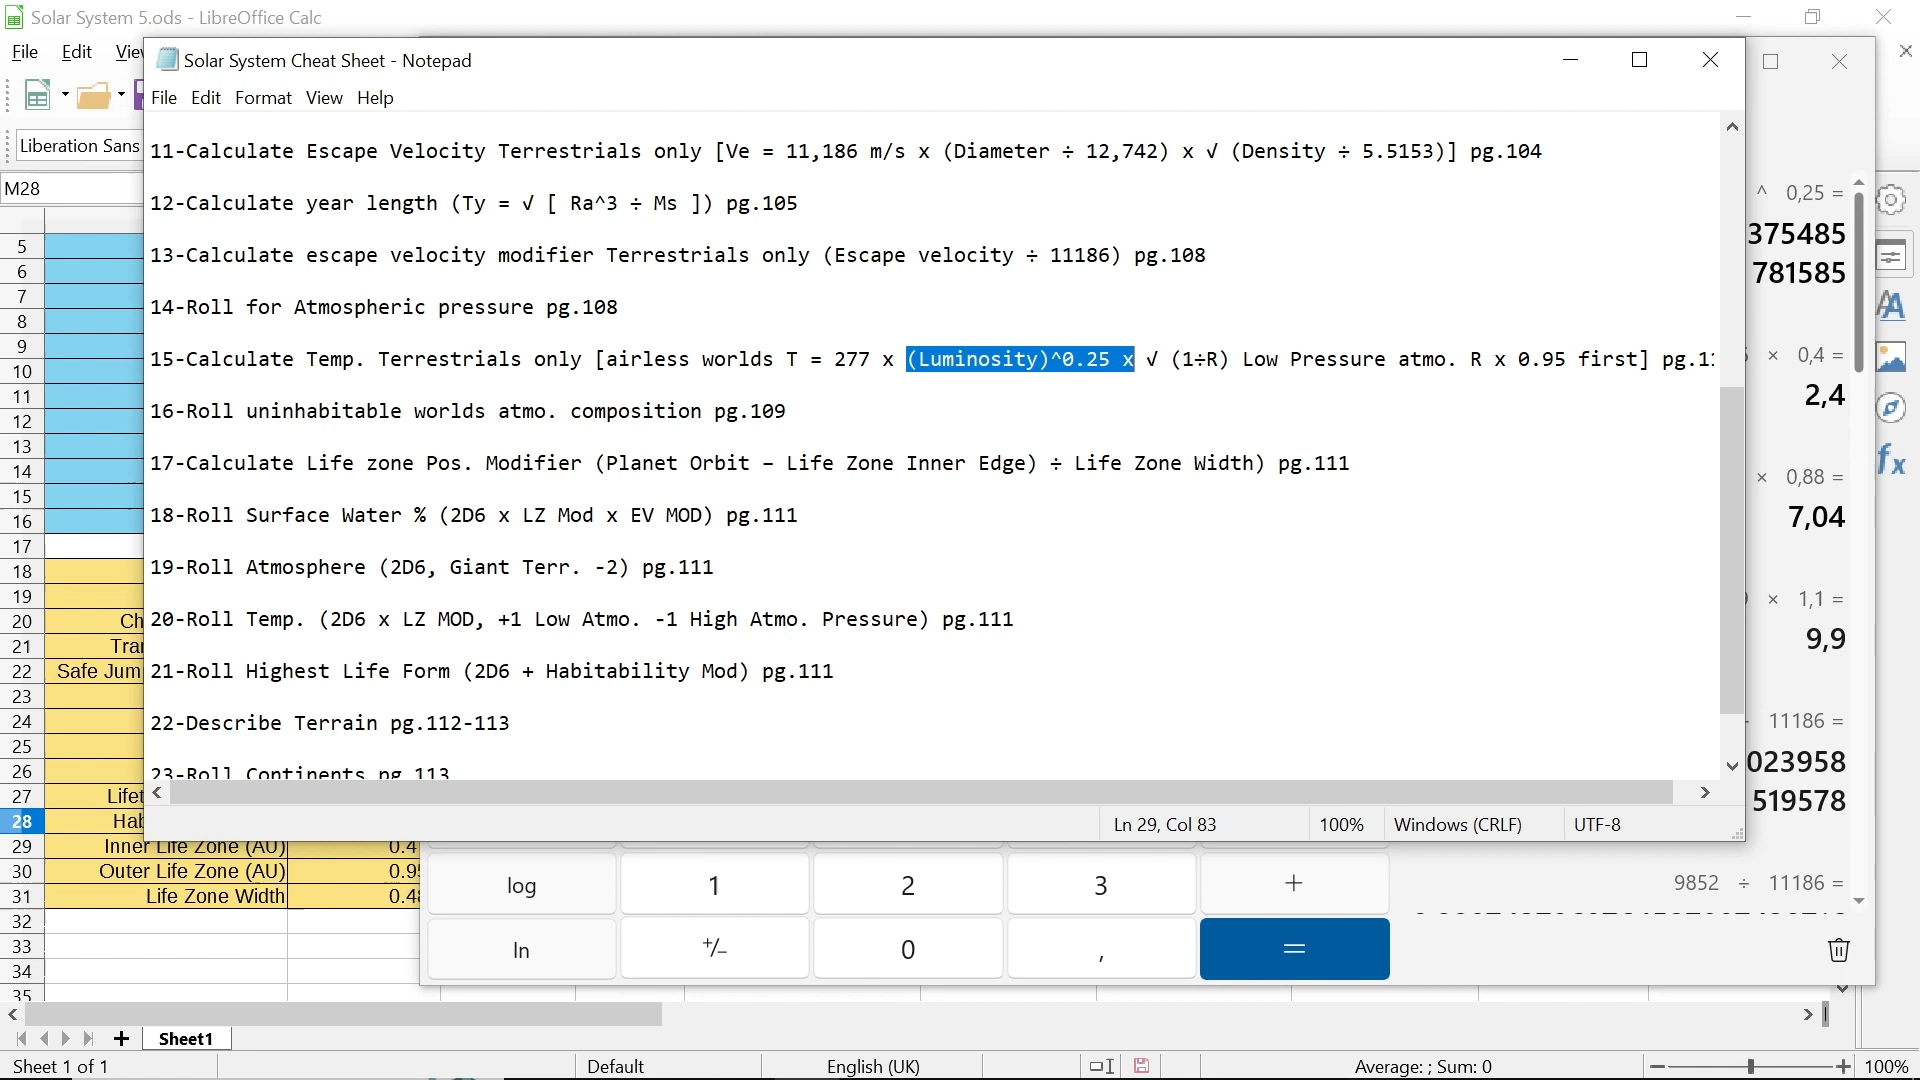 Solar System 5.ods - LibreOffice Calc
File Edit
Solar System Cheat Sheet - Notepad
File Edit Format View Help
Liberation Sans
M28
11-Calculate Escape Velocity Terrestrials only [Ve = 11,186 m/s x (Diameter ÷ 12,742) x √ (Density ÷ 5.5153)] pg.104
12-Calculate year length (Ty = √ [ Ra^3 ÷ Ms ]) pg.105
13-Calculate escape velocity modifier Terrestrials only (Escape velocity ÷ 11186) pg.108
14-Roll for Atmospheric pressure pg.108
15-Calculate Temp. Terrestrials only [airless worlds T = 277 x (Luminosity)^0.25 x √ (1÷R) Low Pressure atmo. R x 0.95 first]
16-Roll uninhabitable worlds atmo. composition pg.109
17-Calculate Life zone Pos. Modifier (Planet Orbit – Life Zone Inner Edge) ÷ Life Zone Width) pg.111
18-Roll Surface Water % (2D6 x LZ Mod x EV MOD) pg.111
19-Roll Atmosphere (2D6, Giant Terr. -2) pg.111
20-Roll Temp. (2D6 x LZ MOD, +1 Low Atmo. -1 High Atmo. Pressure) pg.111
21-Roll Highest Life Form (2D6 + Habitability Mod) pg.111
22-Describe Terrain pg.112-113
23-Roll Continents pg.113
Ln 29, Col 83 100% Windows (CRLF) UTF-8
^ 0,25 =
375485
781585
× 0,4 =
2,4
× 0,88 =
7,04
× 1,1 =
9,9
11186 =
023958
519578
9852 ÷ 11186 =
5
6
7
8
9
10
11
12
13
14
15
16
17
18
19
20
21
22 Safe Jum
23
24
25
26
27
28
29 Inner Life Zone (AU) 0.4
30 Outer Life Zone (AU) 0.9
31 Life Zone Width 0.4
32
33
34
35
log 1 2 3 +
ln +/− 0 , =
Sheet1
Sheet 1 of 1 Default English (UK) Average: ; Sum: 0 100%